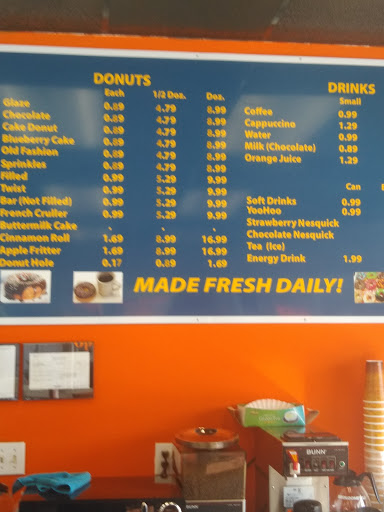 DONUTS
Each 1/2 Doz. Doz.
Glaze 0.89 4.79 8.99
Chocolate 0.89 4.79 8.99
Cake Donut 0.89 4.79 8.99
Blueberry Cake 0.89 4.79 8.99
Old Fashion 0.89 4.79 8.99
Sprinkles 0.89 4.79 8.99
Filled 0.99 5.29 9.99
Twist 0.99 5.29 9.99
Bar (Not Filled) 0.99 5.29 9.99
French Cruller 0.99 5.29 9.99
Buttermilk Cake . . .
Cinnamon Roll 1.69 8.99 16.99
Apple Fritter 1.69 8.99 16.99
Donut Hole 0.17 0.89 1.69
DRINKS
Small
Coffee 0.99
Cappuccino 1.29
Water 0.99
Milk (Chocolate) 0.89
Orange Juice 1.29
Can
Soft Drinks 0.99
YooHoo 0.99
Strawberry Nesquick
Chocolate Nesquick
Tea (Ice)
Energy Drink 1.99
MADE FRESH DAILY!
BUNN
BUNN